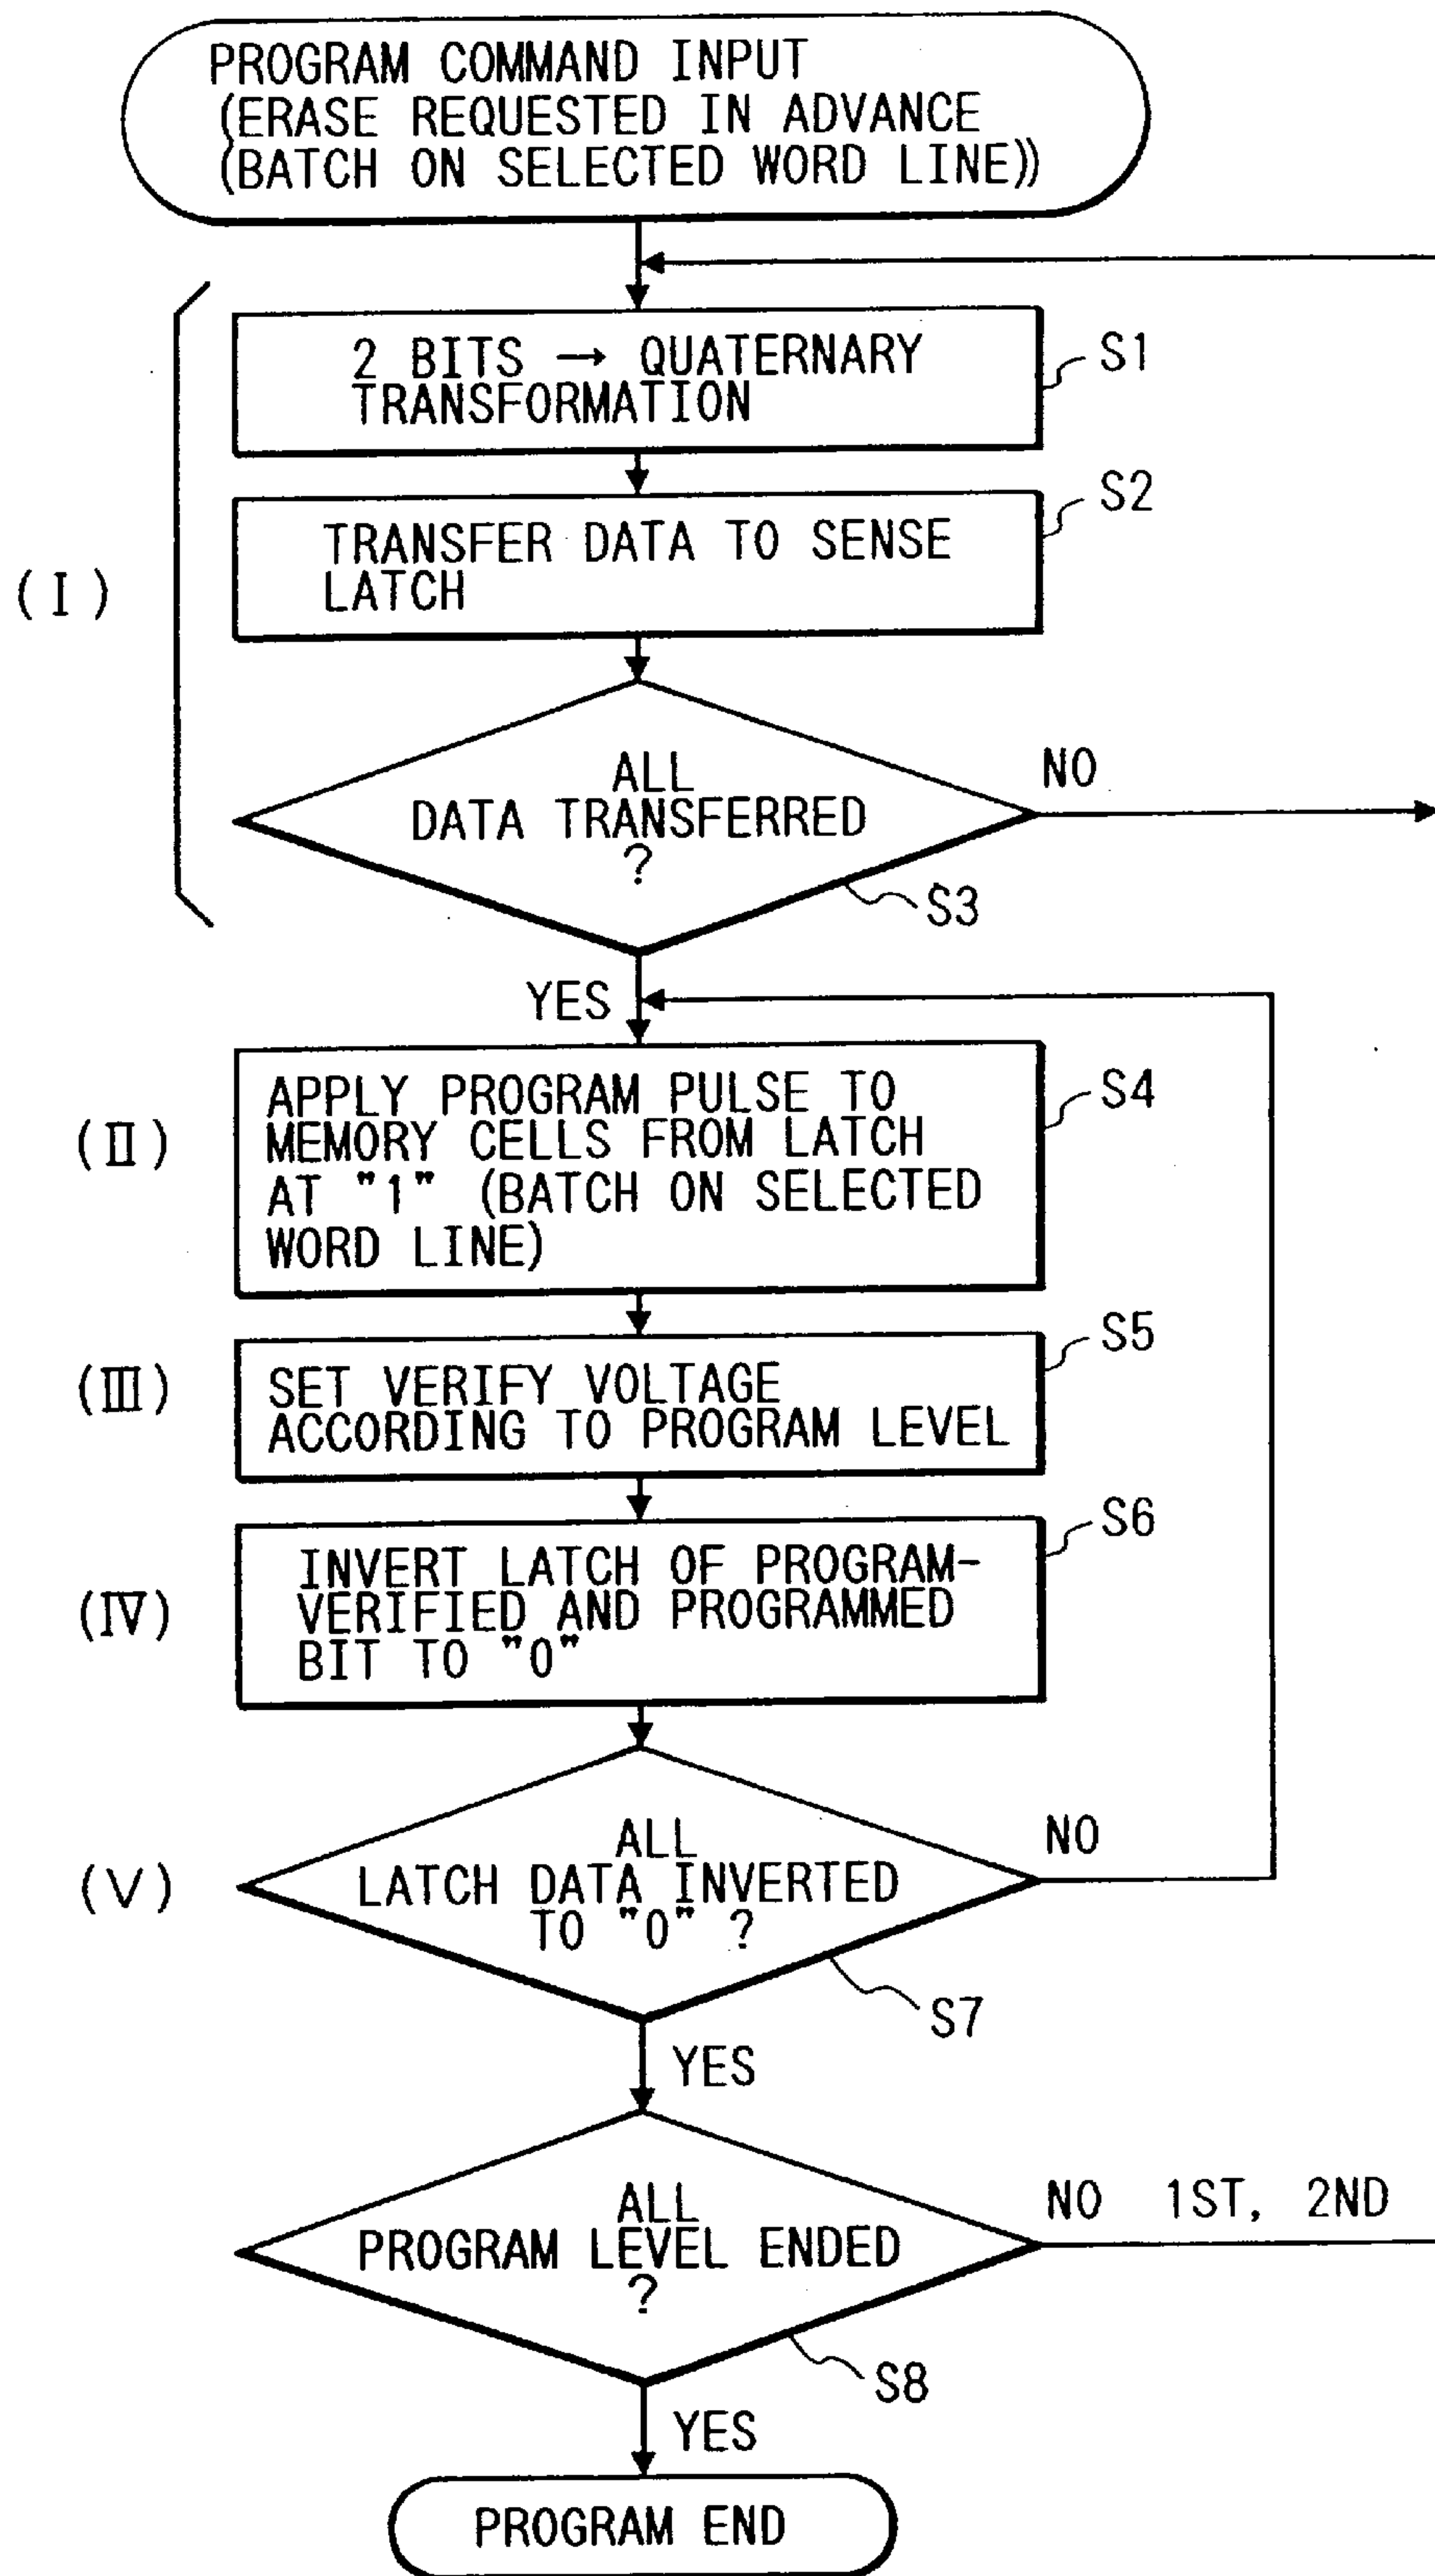 PROGRAM COMMAND INPUT
(ERASE REQUESTED IN ADVANCE
(BATCH ON SELECTED WORD LINE))
2 BITS → QUATERNARY
TRANSFORMATION
S1
TRANSFER DATA TO SENSE
LATCH
S2
(I)
ALL
DATA TRANSFERRED
?
NO
S3
YES
(II)
APPLY PROGRAM PULSE TO
MEMORY CELLS FROM LATCH
AT "1" (BATCH ON SELECTED
WORD LINE)
S4
(III)
SET VERIFY VOLTAGE
ACCORDING TO PROGRAM LEVEL
S5
(IV)
INVERT LATCH OF PROGRAM-
VERIFIED AND PROGRAMMED
BIT TO "0"
S6
(V)
ALL
LATCH DATA INVERTED
TO "0" ?
NO
S7
YES
ALL
PROGRAM LEVEL ENDED
?
NO 1ST, 2ND
S8
YES
PROGRAM END